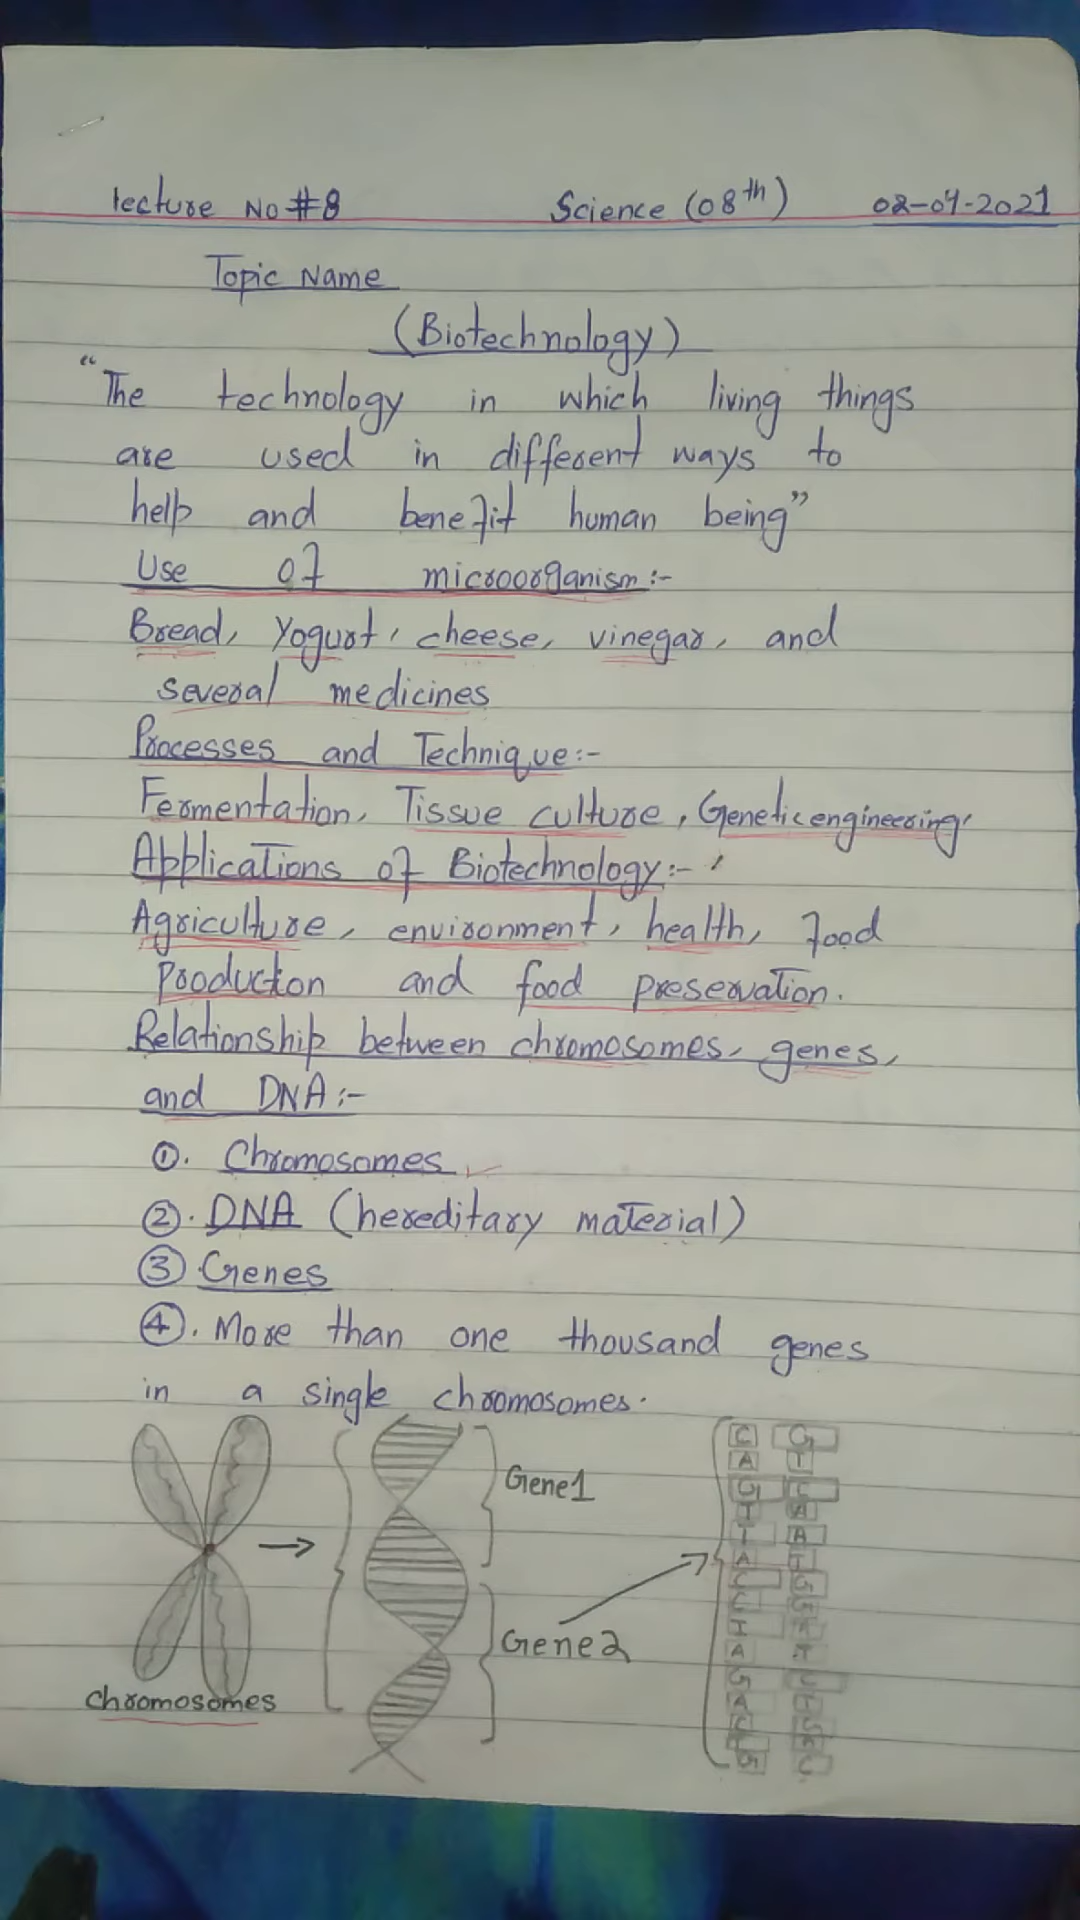 lecture No #8 Science (08th) 02-04-2021
Topic Name
(Biotechnology)
"The technology in which living things
are used in different ways to
help and benefit human being"
Use of microorganism:-
Bread, Yogurt, cheese, vinegar, and
several medicines
Processes and Technique:-
Fermentation, Tissue culture, Genetic engineering,
Applications of Biotechnology:-
Agriculture, environment, health, food
Production and food preservation.
Relationship between chromosomes, genes,
and DNA:-
①. Chromosomes
②. DNA (hereditary material)
③ Genes
④. More than one thousand genes
in a single chromosomes.
Gene1
Gene2
chromosomes
C G
A T
G C
T A
T A
A T
C G